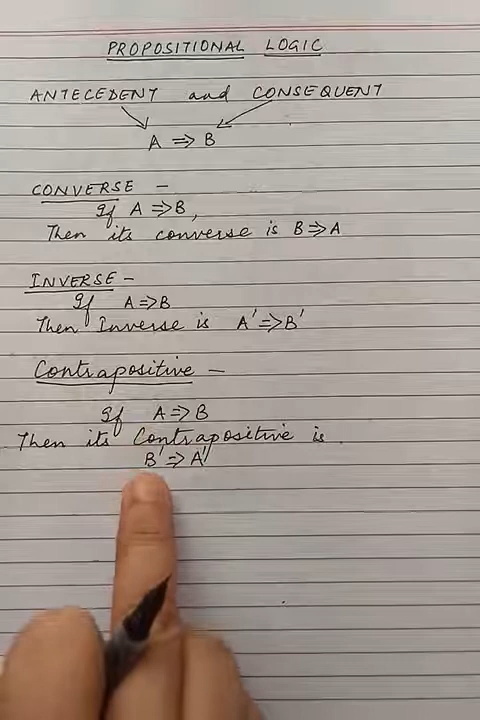 PROPOSITIONAL LOGIC
ANTECEDENT and CONSEQUENT
A ⇒ B
CONVERSE –
If A ⇒ B,
Then its converse is B ⇒ A
INVERSE –
If A ⇒ B
Then Inverse is A' ⇒ B'
Contrapositive –
If A ⇒ B
Then its Contrapositive is.
B' ⇒ A'